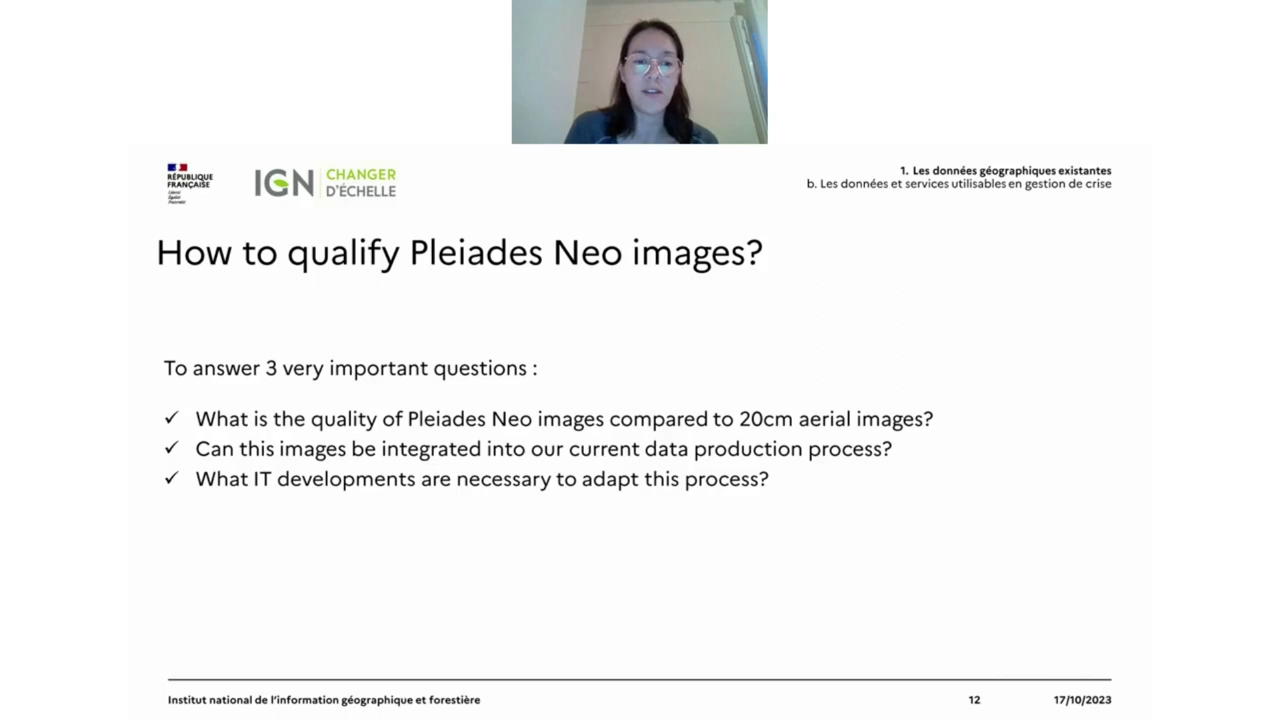 RÉPUBLIQUE
FRANÇAISE
Liberté
Égalité
Fraternité
IGN
CHANGER
D'ÉCHELLE
1. Les données géographiques existantes
b. Les données et services utilisables en gestion de crise
How to qualify Pleiades Neo images?
To answer 3 very important questions :
✓ What is the quality of Pleiades Neo images compared to 20cm aerial images?
✓ Can this images be integrated into our current data production process?
✓ What IT developments are necessary to adapt this process?
Institut national de l'information géographique et forestière
12
17/10/2023